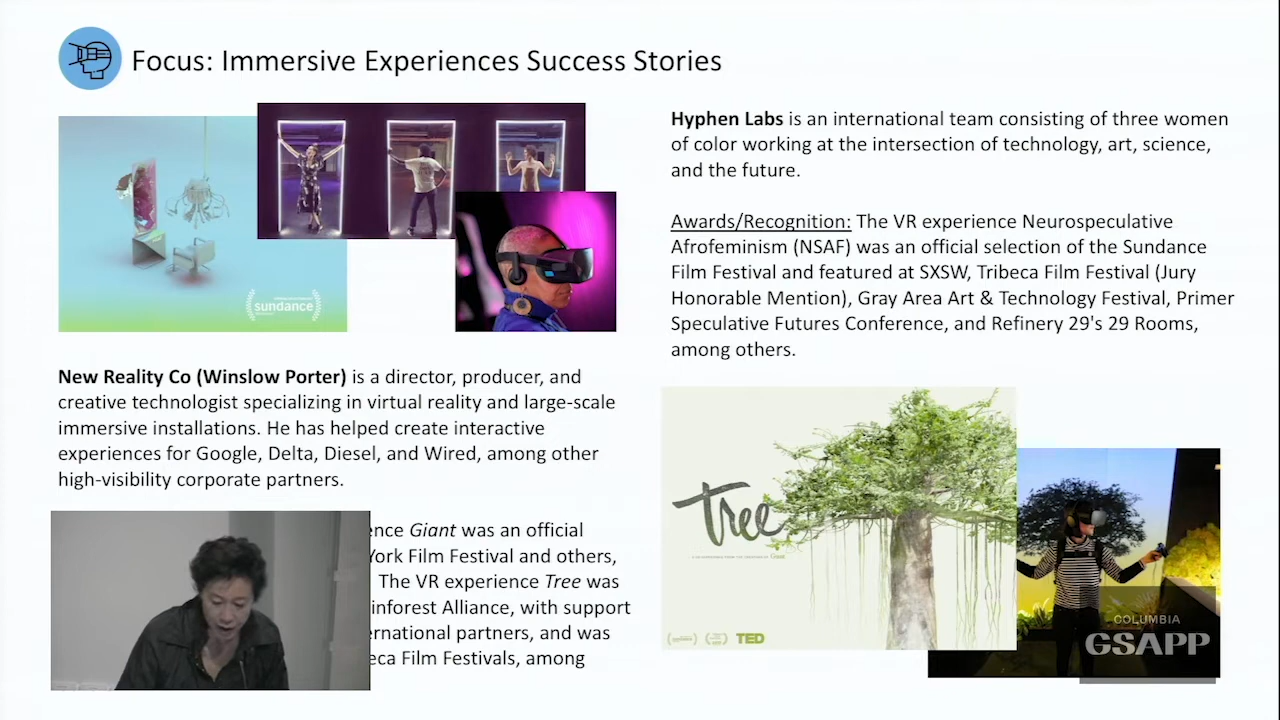 Focus: Immersive Experiences Success Stories
sundance
New Reality Co (Winslow Porter) is a director, producer, and
creative technologist specializing in virtual reality and large-scale
immersive installations. He has helped create interactive
experiences for Google, Delta, Diesel, and Wired, among other
high-visibility corporate partners.
ence Giant was an official
York Film Festival and others,
The VR experience Tree was
inforest Alliance, with support
ernational partners, and was
eca Film Festivals, among
Hyphen Labs is an international team consisting of three women
of color working at the intersection of technology, art, science,
and the future.
Awards/Recognition: The VR experience Neurospeculative
Afrofeminism (NSAF) was an official selection of the Sundance
Film Festival and featured at SXSW, Tribeca Film Festival (Jury
Honorable Mention), Gray Area Art & Technology Festival, Primer
Speculative Futures Conference, and Refinery 29's 29 Rooms,
among others.
tree
TED
COLUMBIA
GSAPP